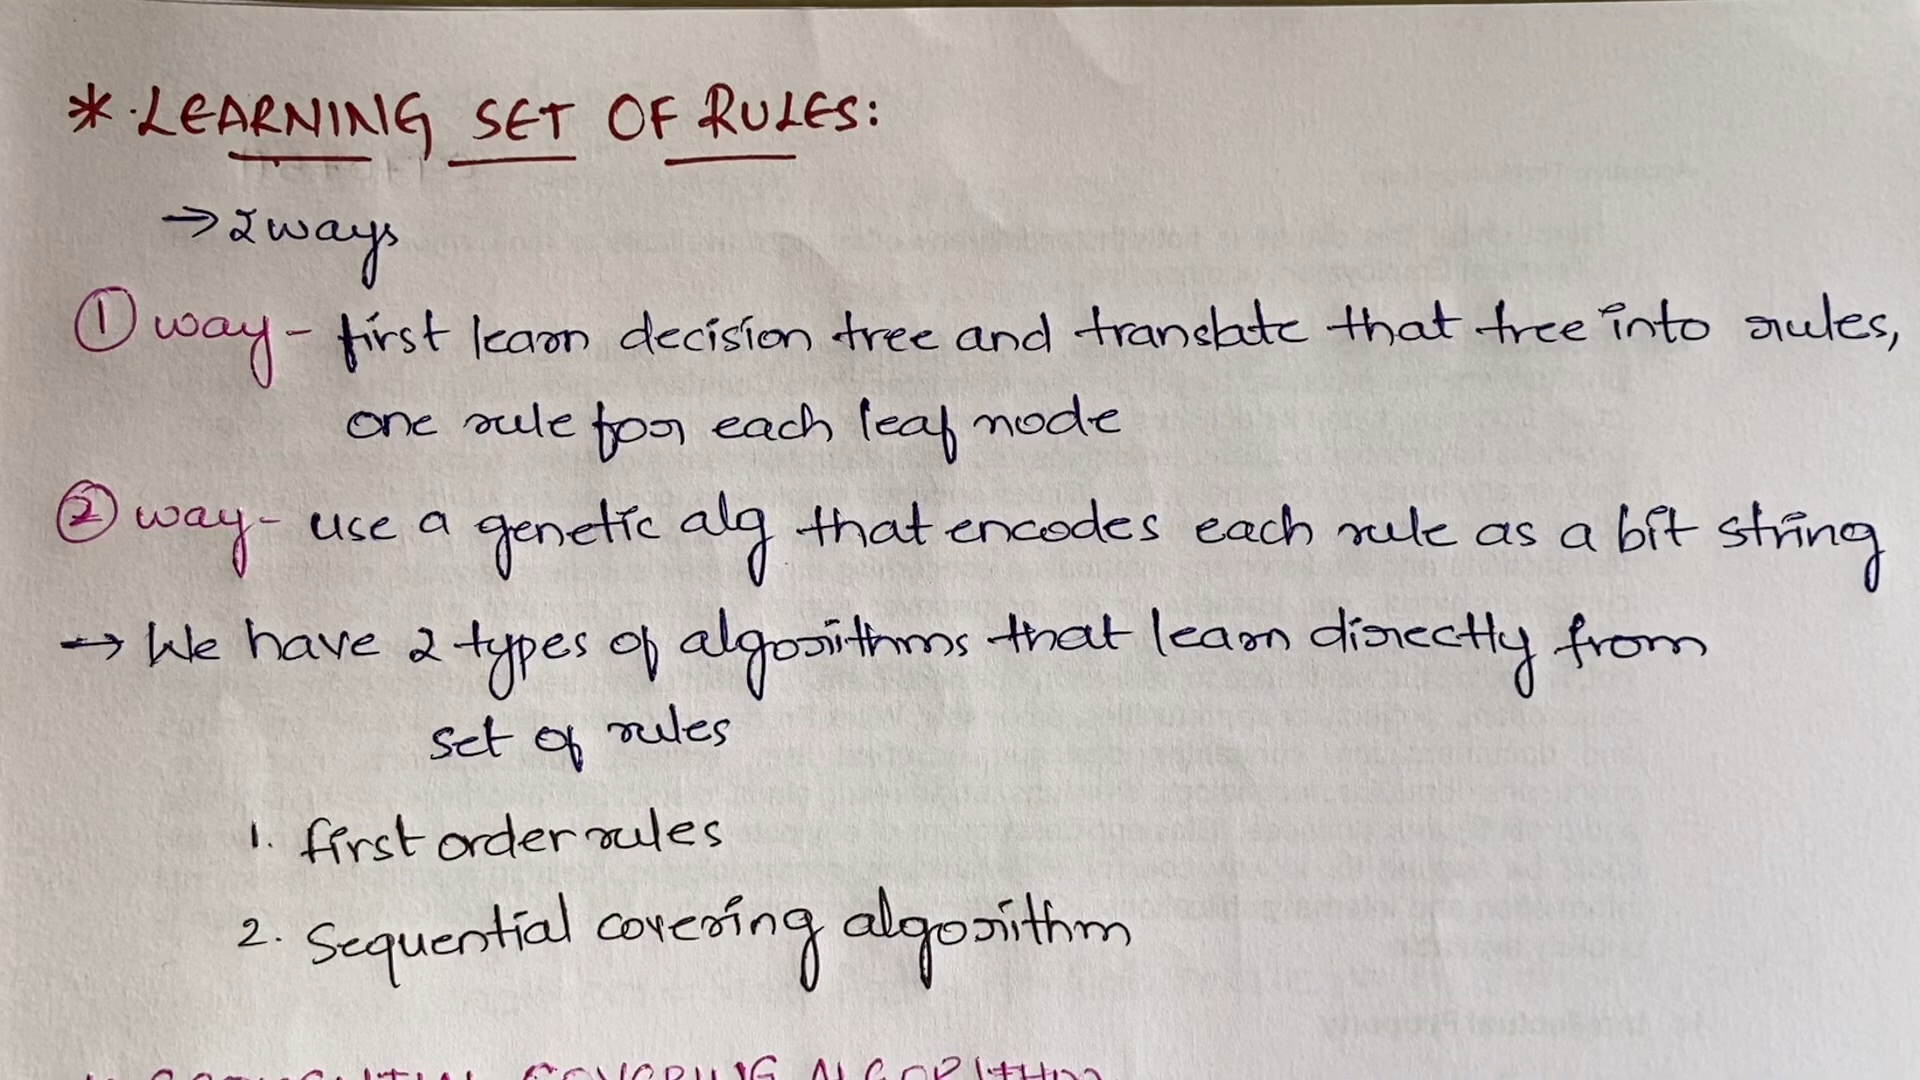 * LEARNING SET OF RULES:
→ 2 ways
① way - first learn decision tree and translate that tree into rules,
one rule for each leaf node
② way - use a genetic alg that encodes each rule as a bit string
→ We have 2 types of algorithms that learn directly from
set of rules
1. first order rules
2. Sequential covering algorithm
SEQUENTIAL COVERING ALGORITHM